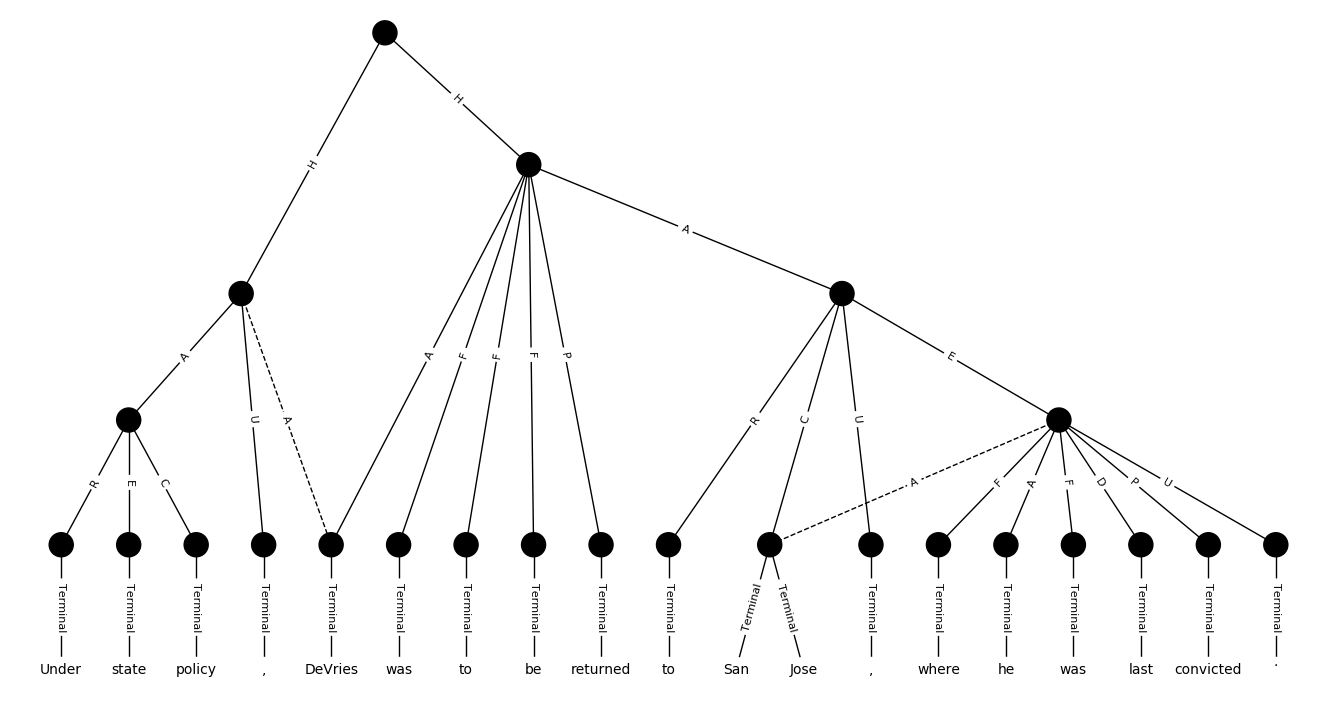 H
H
A
A
A
F
F
F
P
E
A
U
A
R
C
U
R
E
C
A
F
A
F
D
P
U
Terminal Terminal Terminal Terminal Terminal Terminal Terminal Terminal Terminal Terminal Terminal Terminal Terminal Terminal Terminal Terminal Terminal Terminal Terminal
Under state policy , DeVries was to be returned to San Jose , where he was last convicted .